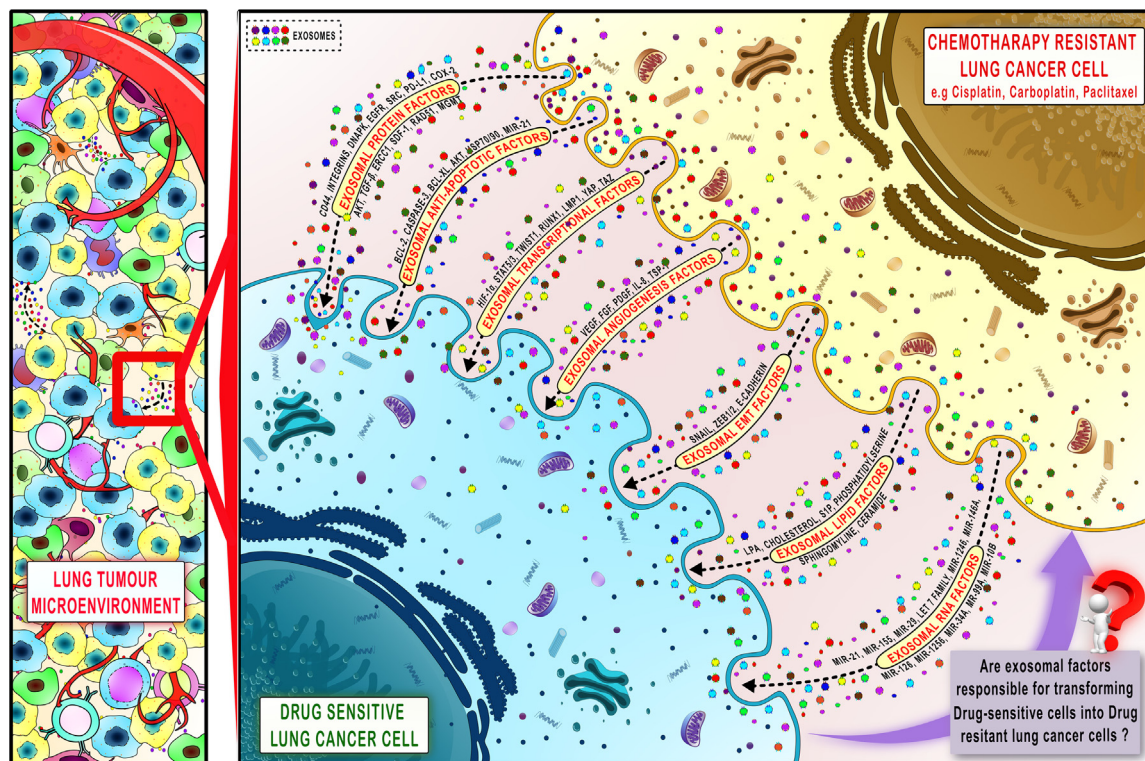 EXOSOMES
CHEMOTHARAPY RESISTANT
LUNG CANCER CELL
e.g Cisplatin, Carboplatin, Paclitaxel
CD44, INTEGRINS, DNAPK, EGFR, SRC, PD-L1, COX-2
EXOSOMAL PROTEIN FACTORS
AKT, TGF-β, ERCC1, SDF-1, RAD51, MGMT
BCL-2, CASPASE-3, BCL-XL, AKT, HSP70/90, MIR-21
EXOSOMAL ANTI-APOPTOTIC FACTORS
HIF-1α, STAT5/3, TWIST1, RUNX1, LMP1, YAP, TAZ
EXOSOMAL TRANSCRIPTIONAL FACTORS
VEGF, FGF, PDGF, IL-8, TSP-1
EXOSOMAL ANGIOGENESIS FACTORS
SNAIL, ZEB1/2, E-CADHERIN
EXOSOMAL EMT FACTORS
LPA, CHOLESTEROL, S1P, PHOSPHATIDYLSERINE
EXOSOMAL LIPID FACTORS
SPHINGOMYLINE, CERAMIDE
MIR-21, MIR-155, MIR-29, LET 7 FAMILY, MIR-1246, MIR-146A,
EXOSOMAL RNA FACTORS
MIR-126, MIR-1256, MIR-34A, MR-99A, MIR-10B
LUNG TUMOUR
MICROENVIRONMENT
DRUG SENSITIVE
LUNG CANCER CELL
Are exosomal factors
responsible for transforming
Drug-sensitive cells into Drug
resitant lung cancer cells ?